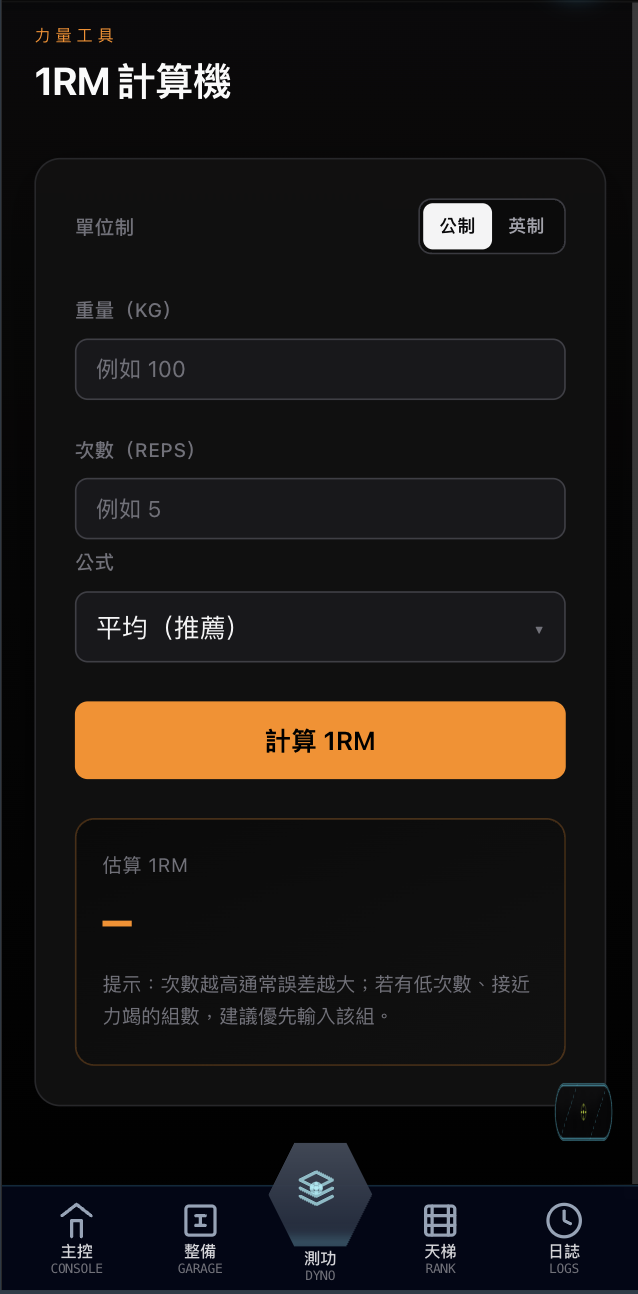 力量工具
1RM 計算機
單位制
公制
英制
重量（KG）
例如 100
次數（REPS）
例如 5
公式
平均（推薦）
計算 1RM
估算 1RM
—
提示：次數越高通常誤差越大；若有低次數、接近
力竭的組數，建議優先輸入該組。
主控
CONSOLE
整備
GARAGE
測功
DYNO
天梯
RANK
日誌
LOGS